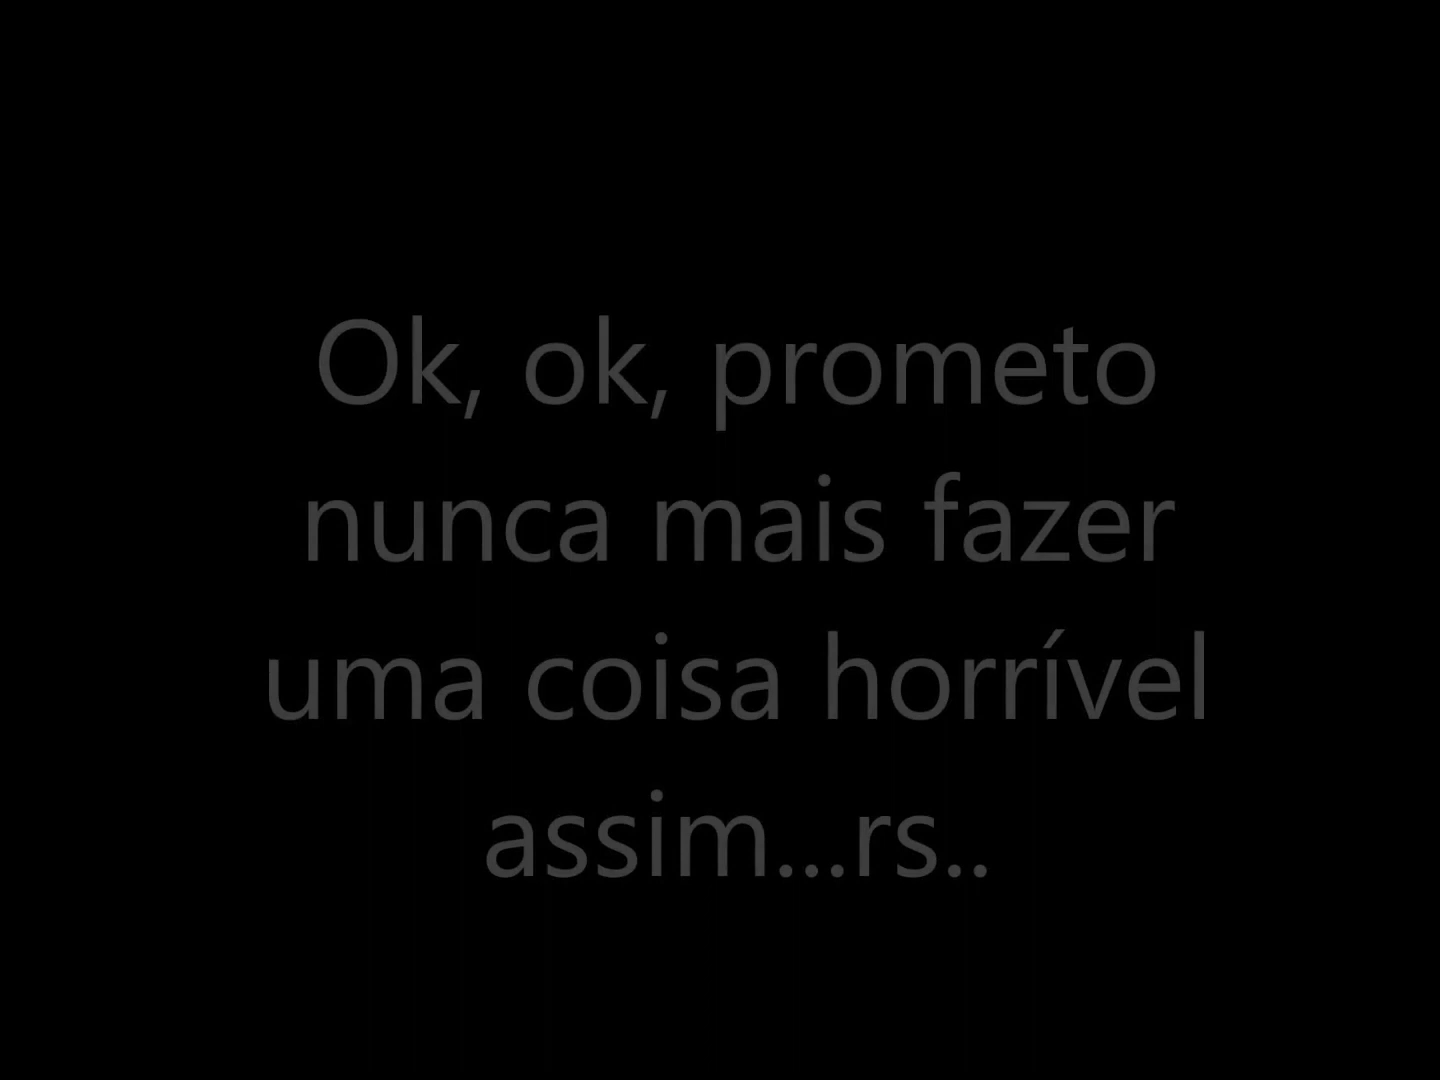 Ok, ok, prometo
nunca mais fazer
uma coisa horrível
assim...rs..